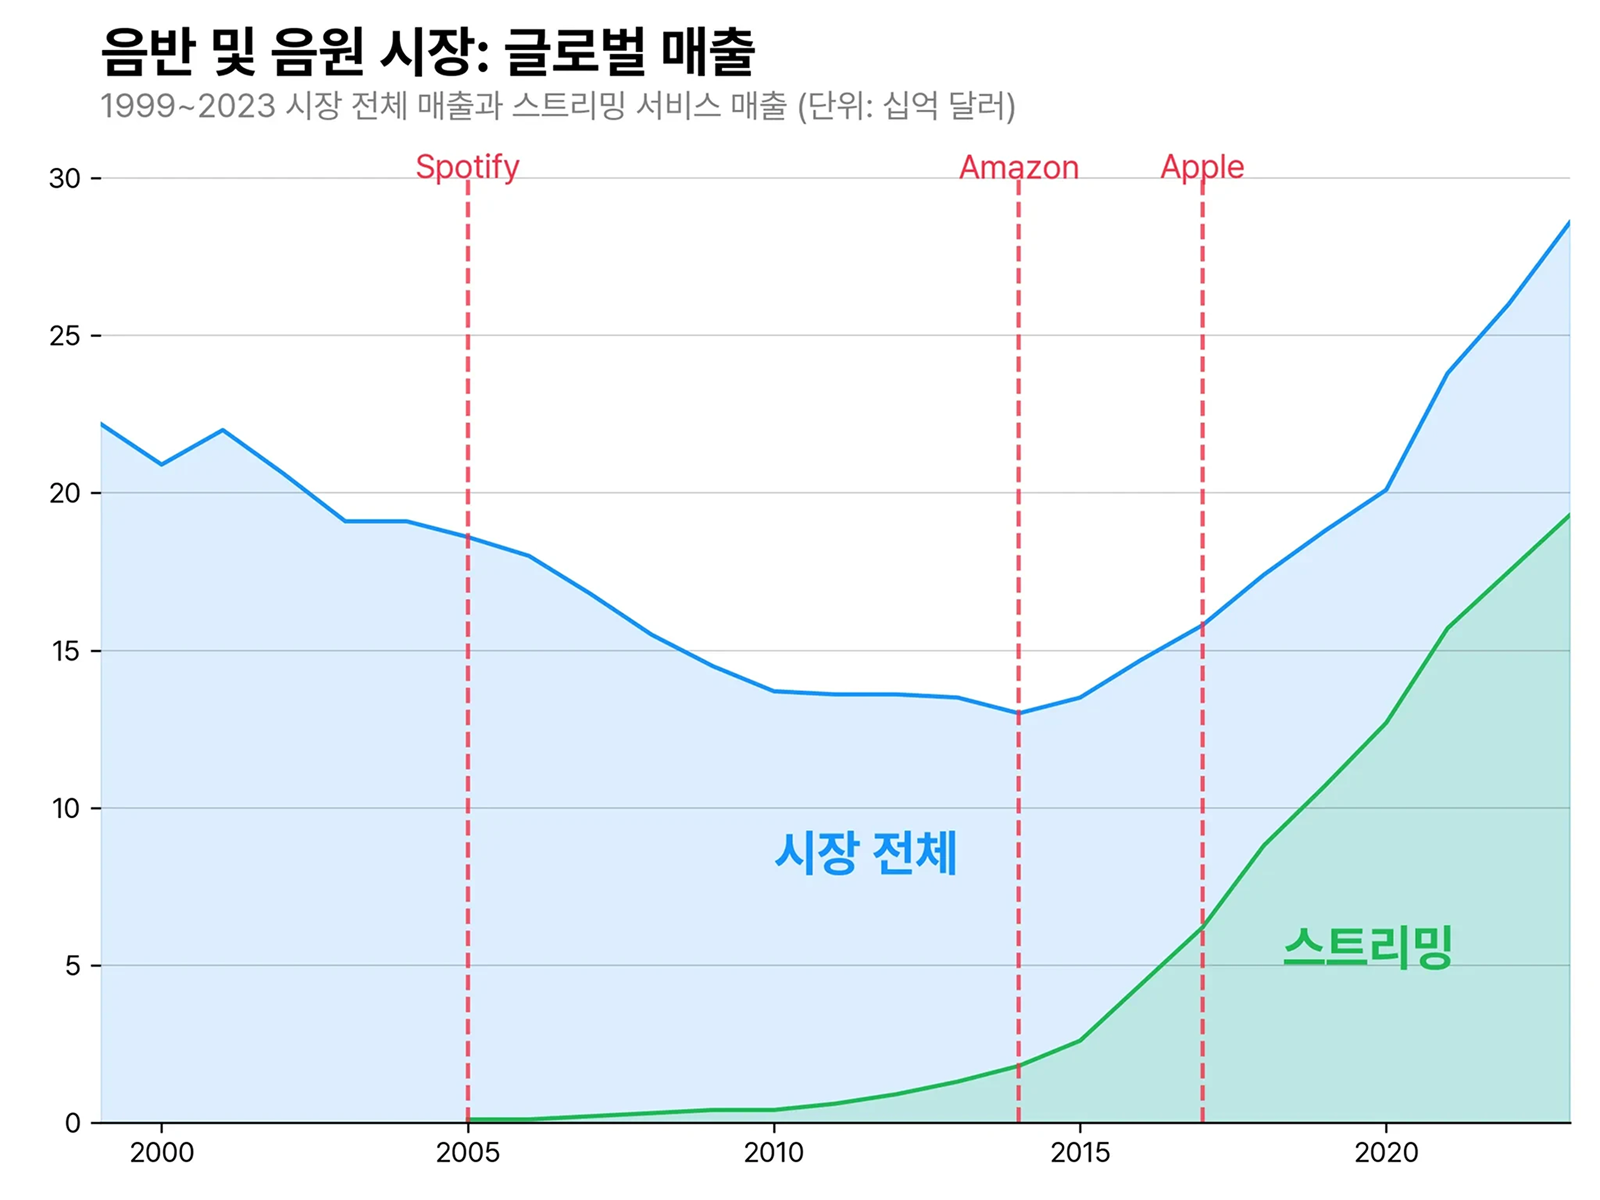 음반 및 음원 시장: 글로벌 매출
1999~2023 시장 전체 매출과 스트리밍 서비스 매출 (단위: 십억 달러)
Spotify
Amazon
Apple
30
25
20
15
10
5
0
시장 전체
스트리밍
2000
2005
2010
2015
2020